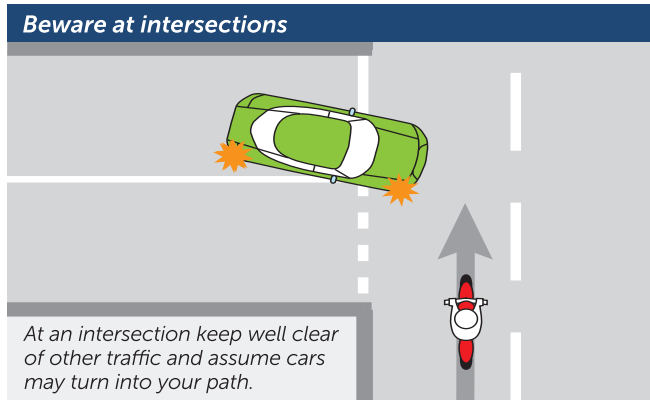 Beware at intersections
At an intersection keep well clear
of other traffic and assume cars
may turn into your path.